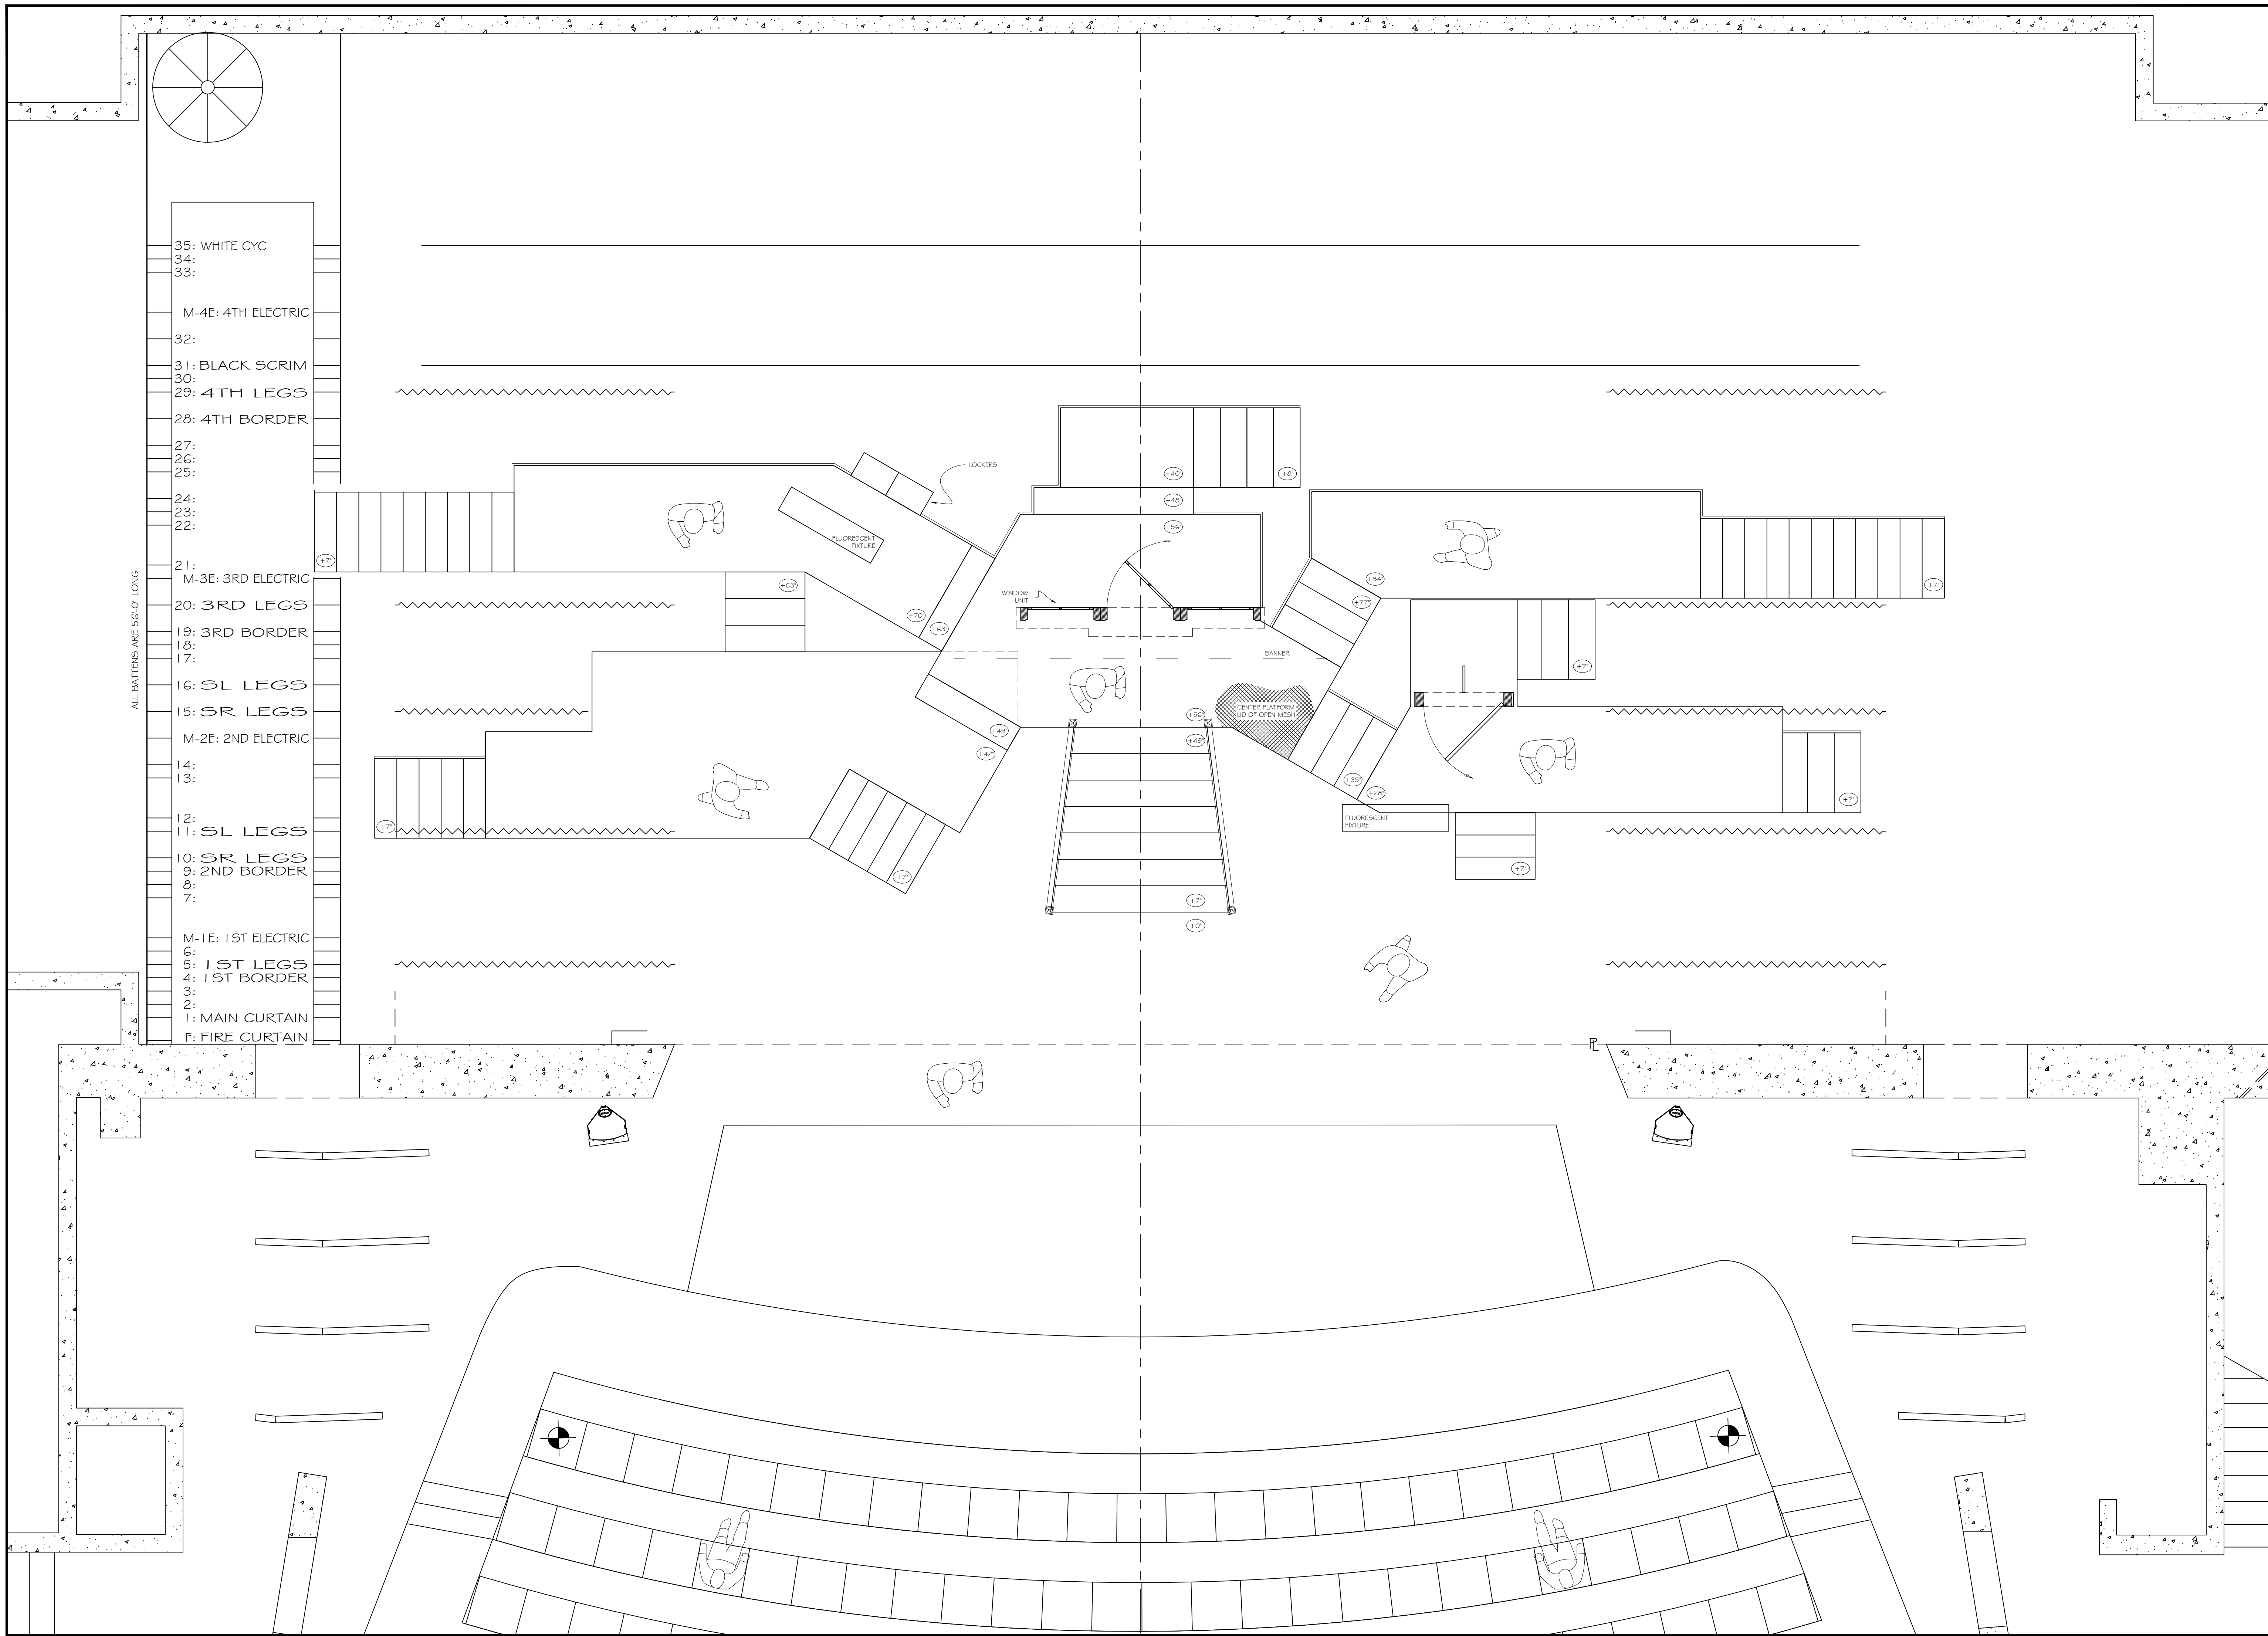 35: WHITE CYC
34:
33:
M-4E: 4TH ELECTRIC
32:
31: BLACK SCRIM
30:
29: 4TH LEGS
28: 4TH BORDER
27:
26:
25:
24:
23:
22:
21:
M-3E: 3RD ELECTRIC
20: 3RD LEGS
19: 3RD BORDER
18:
17:
16: SL LEGS
15: SR LEGS
M-2E: 2ND ELECTRIC
14:
13:
12:
11: SL LEGS
10: SR LEGS
9: 2ND BORDER
8:
7:
M-1E: 1ST ELECTRIC
6:
5: 1ST LEGS
4: 1ST BORDER
3:
2:
1: MAIN CURTAIN
F: FIRE CURTAIN
ALL BATTENS ARE 56'-0" LONG
LOCKERS
+40"
+8"
+48"
+56"
FLUORESCENT
FIXTURE
+7"
+63"
+84"
+7"
WINDOW
UNIT
+77"
+70"
+63"
BANNER
+7"
CENTER PLATFORM
LID OF OPEN MESH
+56"
+49"
+49"
+42"
+35"
+28"
+7"
+7"
FLUORESCENT
FIXTURE
+7"
+7"
+7"
+0"
PL